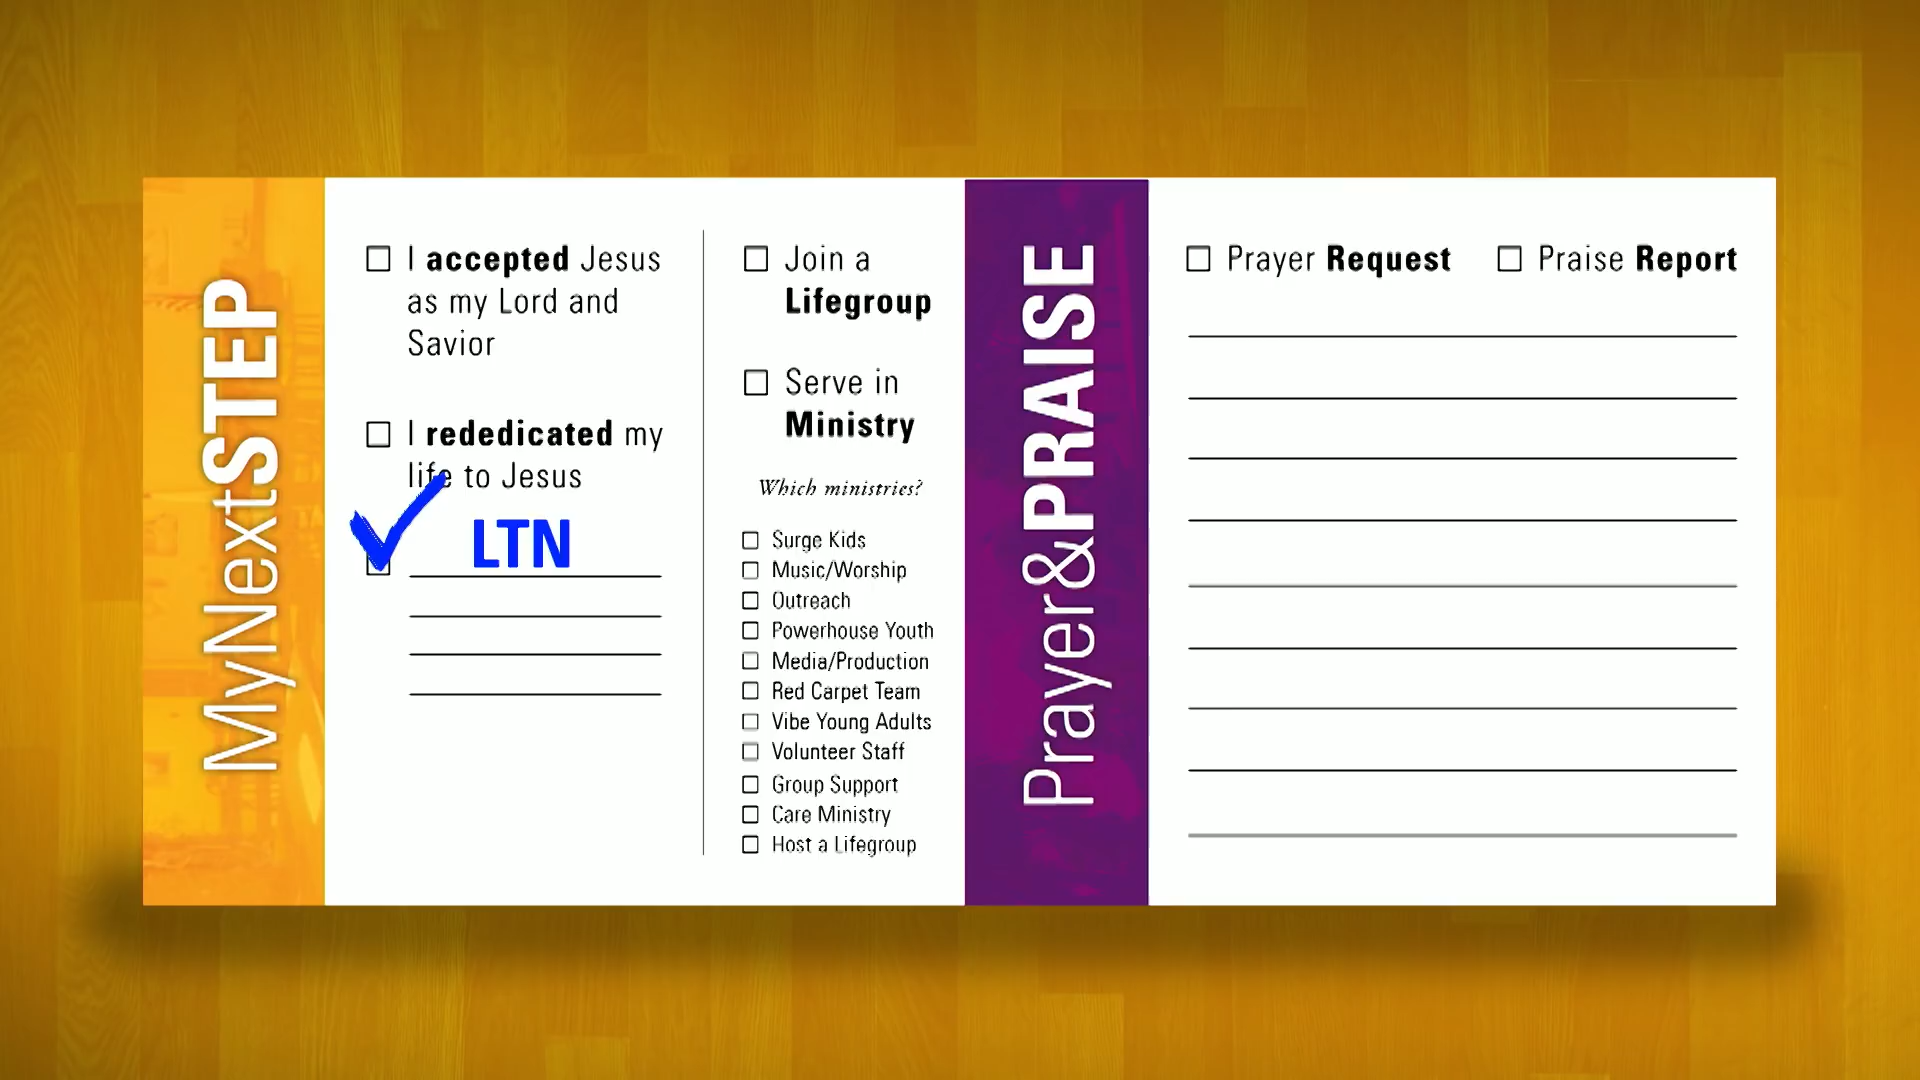 MyNextSTEP
I accepted Jesus
as my Lord and
Savior
I rededicated my
life to Jesus
LTN
Join a
Lifegroup
Serve in
Ministry
Which ministries?
Surge Kids
Music/Worship
Outreach
Powerhouse Youth
Media/Production
Red Carpet Team
Vibe Young Adults
Volunteer Staff
Group Support
Care Ministry
Host a Lifegroup
Prayer&PRAISE
Prayer Request
Praise Report